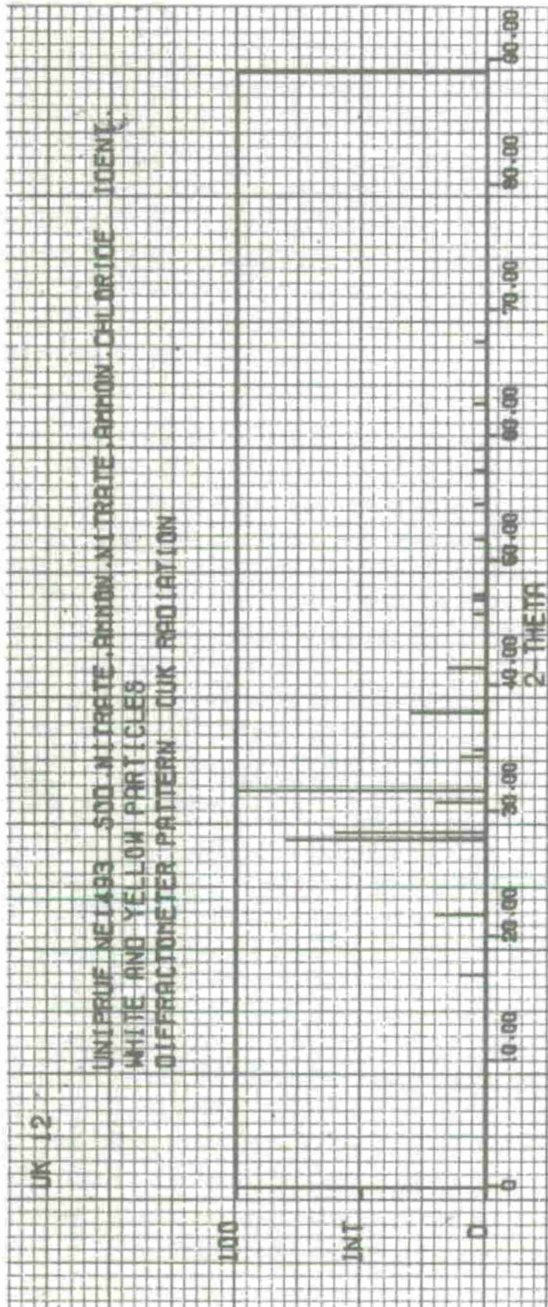 UK 12
UNIPRUF NE1493 SOD.NITRATE.AMMON.NITRATE.AMMON.CHLORIDE IDENT.
WHITE AND YELLOW PARTICLES
DIFFRACTOMETER PATTERN CUK RADIATION
100
INT
0
0 10.00 20.00 30.00 40.00 50.00 60.00 70.00 80.00 90.00
2-THETA